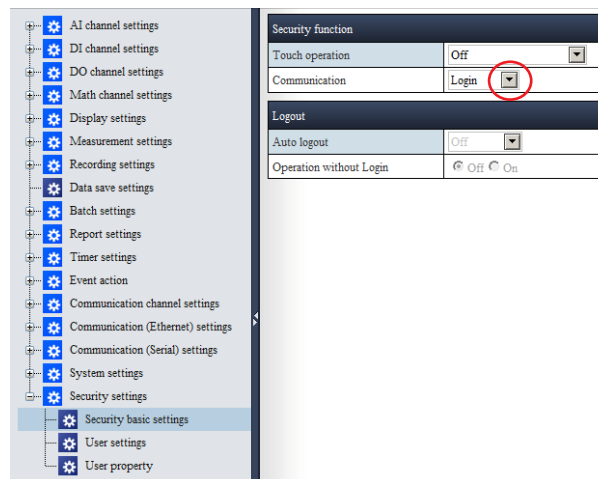 AI channel settings
DI channel settings
DO channel settings
Math channel settings
Display settings
Measurement settings
Recording settings
Data save settings
Batch settings
Report settings
Timer settings
Event action
Communication channel settings
Communication (Ethernet) settings
Communication (Serial) settings
System settings
Security settings
Security basic settings
User settings
User property
Security function
Touch operation Off
Communication Login
Logout
Auto logout Off
Operation without Login Off On